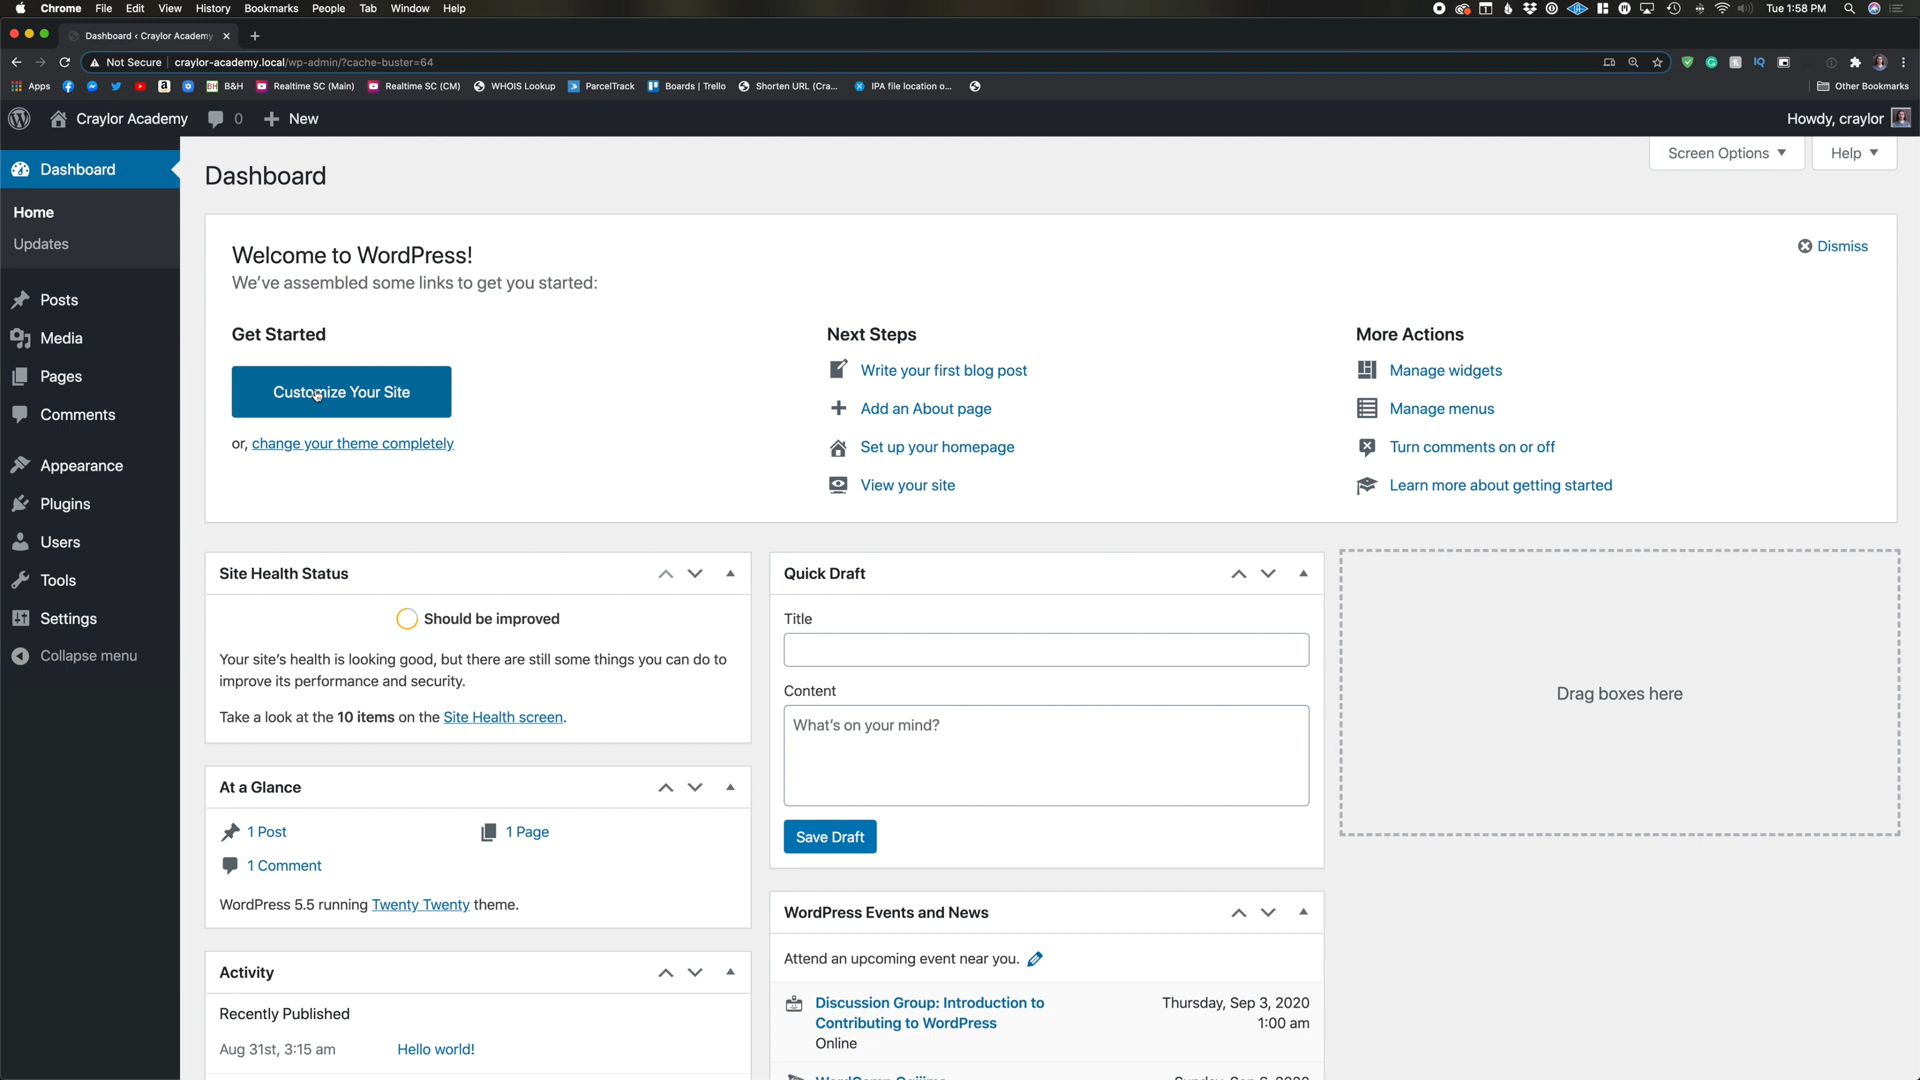 Chrome File Edit View History Bookmarks People Tab Window Help
Tue 1:58 PM
Dashboard ‹ Craylor Academy
Not Secure craylor-academy.local/wp-admin/?cache-buster=64
Apps B&H Realtime SC (Main) Realtime SC (CM) WHOIS Lookup ParcelTrack Boards | Trello Shorten URL (Cra... IPA file location o... Other Bookmarks
Craylor Academy 0 New Howdy, craylor
Screen Options Help
Dashboard
Home
Updates
Posts
Media
Pages
Comments
Appearance
Plugins
Users
Tools
Settings
Collapse menu
Dashboard
Welcome to WordPress!
We've assembled some links to get you started:
Dismiss
Get Started
Customize Your Site
or, change your theme completely
Next Steps
Write your first blog post
Add an About page
Set up your homepage
View your site
More Actions
Manage widgets
Manage menus
Turn comments on or off
Learn more about getting started
Site Health Status
Should be improved
Your site's health is looking good, but there are still some things you can do to
improve its performance and security.
Take a look at the 10 items on the Site Health screen.
At a Glance
1 Post 1 Page
1 Comment
WordPress 5.5 running Twenty Twenty theme.
Activity
Recently Published
Aug 31st, 3:15 am Hello world!
Quick Draft
Title
Content
What's on your mind?
Save Draft
WordPress Events and News
Attend an upcoming event near you.
Discussion Group: Introduction to
Contributing to WordPress
Online
Thursday, Sep 3, 2020
1:00 am
Drag boxes here